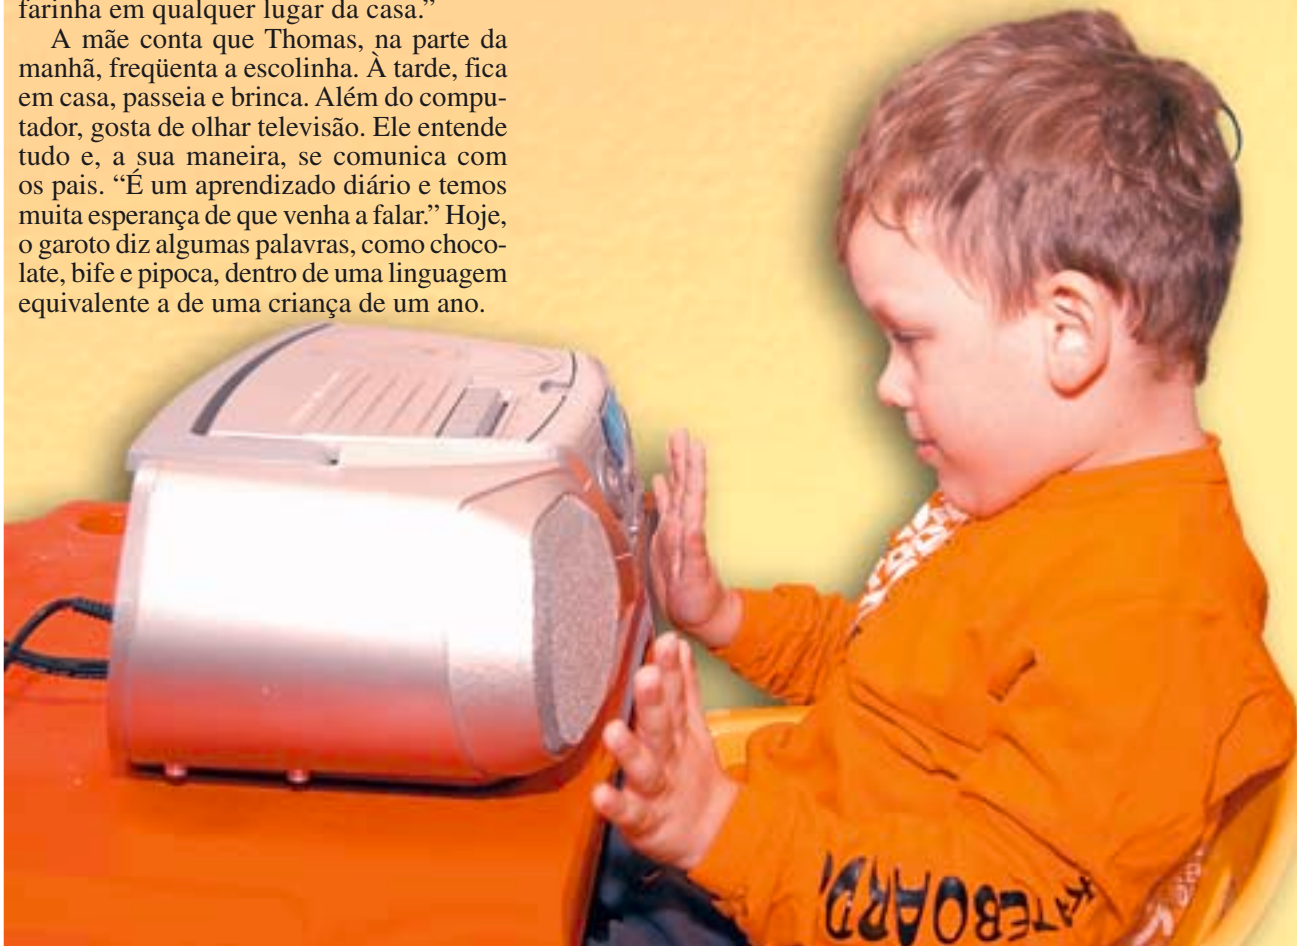 farinha em qualquer lugar da casa.”
A mãe conta que Thomas, na parte da
manhã, freqüenta a escolinha. À tarde, fica
em casa, passeia e brinca. Além do compu-
tador, gosta de olhar televisão. Ele entende
tudo e, a sua maneira, se comunica com
os pais. “É um aprendizado diário e temos
muita esperança de que venha a falar.” Hoje,
o garoto diz algumas palavras, como choco-
late, bife e pipoca, dentro de uma linguagem
equivalente a de uma criança de um ano.
KATEBOARD